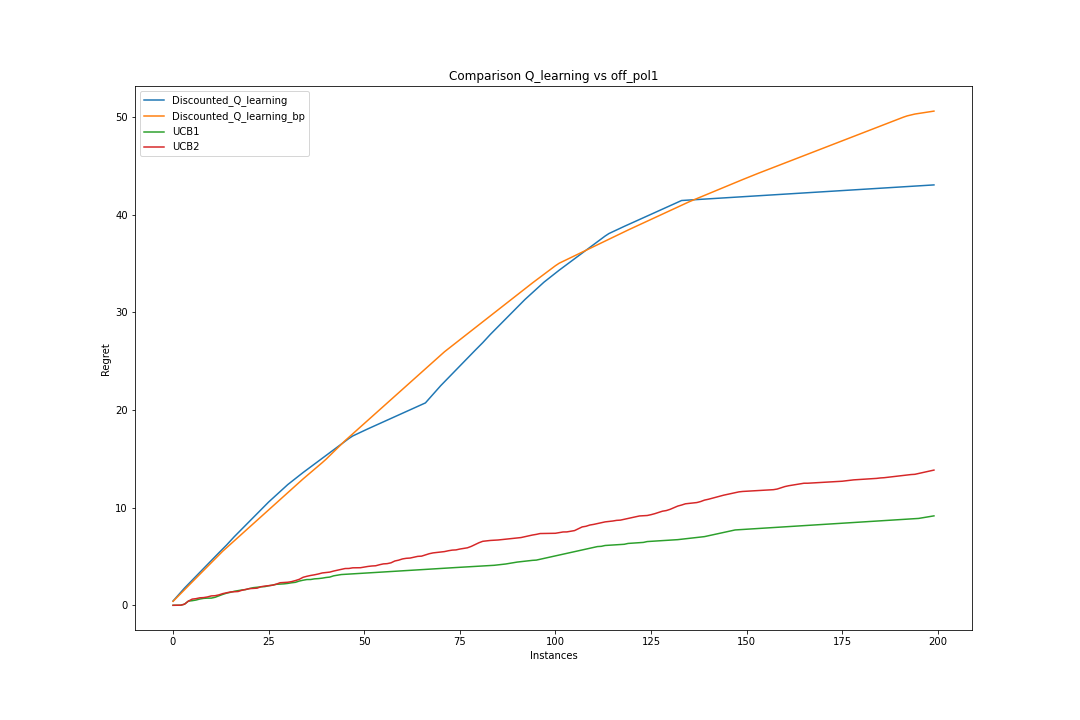 Comparison Q_learning vs off_pol1
Discounted_Q_learning
Discounted_Q_learning_bp
UCB1
UCB2
50
40
30
20
10
0
Regret
0 25 50 75 100 125 150 175 200
Instances